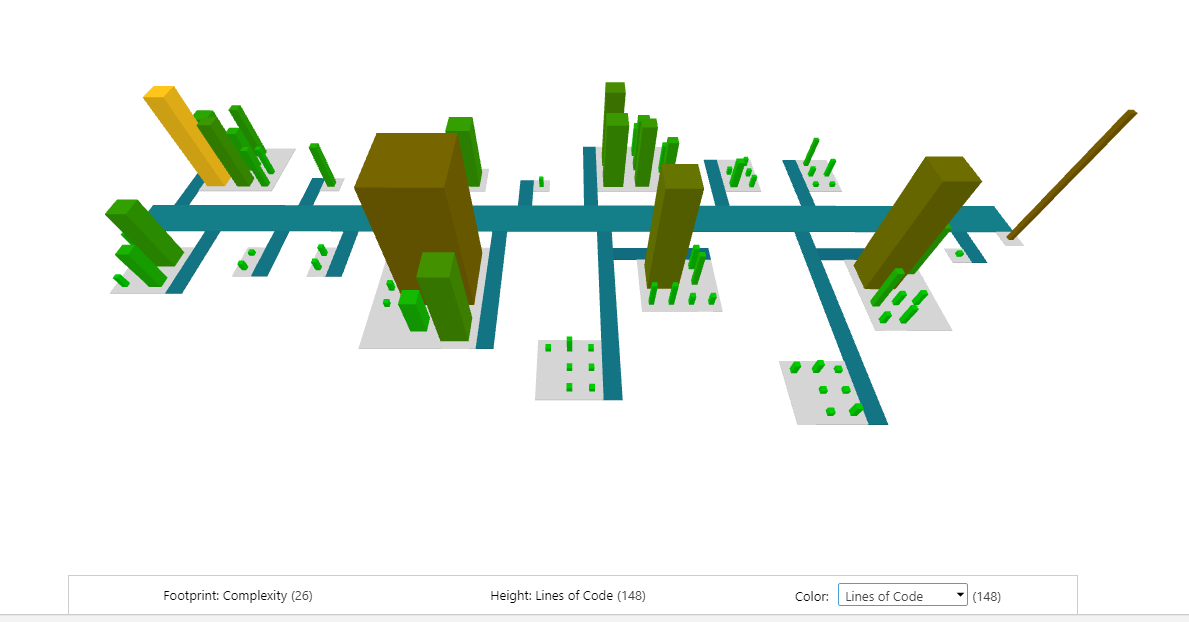 Footprint: Complexity (26)
Height: Lines of Code (148)
Color: Lines of Code (148)